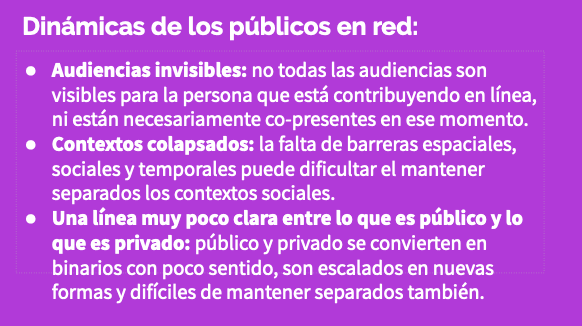 Dinámicas de los públicos en red:
● Audiencias invisibles: no todas las audiencias son
visibles para la persona que está contribuyendo en línea,
ni están necesariamente co-presentes en ese momento.
● Contextos colapsados: la falta de barreras espaciales,
sociales y temporales puede dificultar el mantener
separados los contextos sociales.
● Una línea muy poco clara entre lo que es público y lo
que es privado: público y privado se convierten en
binarios con poco sentido, son escalados en nuevas
formas y difíciles de mantener separados también.